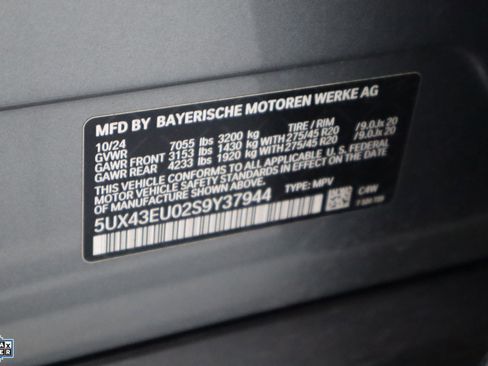 MFD BY BAYERISCHE MOTOREN WERKE AG
10/24 TIRE / RIM
GVWR 7055 lbs 3200 kg
GAWR FRONT 3153 lbs 1430 kg WITH 275/45 R20 /9.0Jx 20
GAWR REAR 4233 lbs 1920 kg WITH 275/45 R20 /9.0Jx 20
THIS VEHICLE CONFORMS TO ALL APPLICABLE U.S. FEDERAL
MOTOR VEHICLE SAFETY STANDARDS IN EFFECT ON THE DATE
OF MANUFACTURE SHOWN ABOVE.
5UX43EU02S9Y37944 TYPE: MPV
C4W